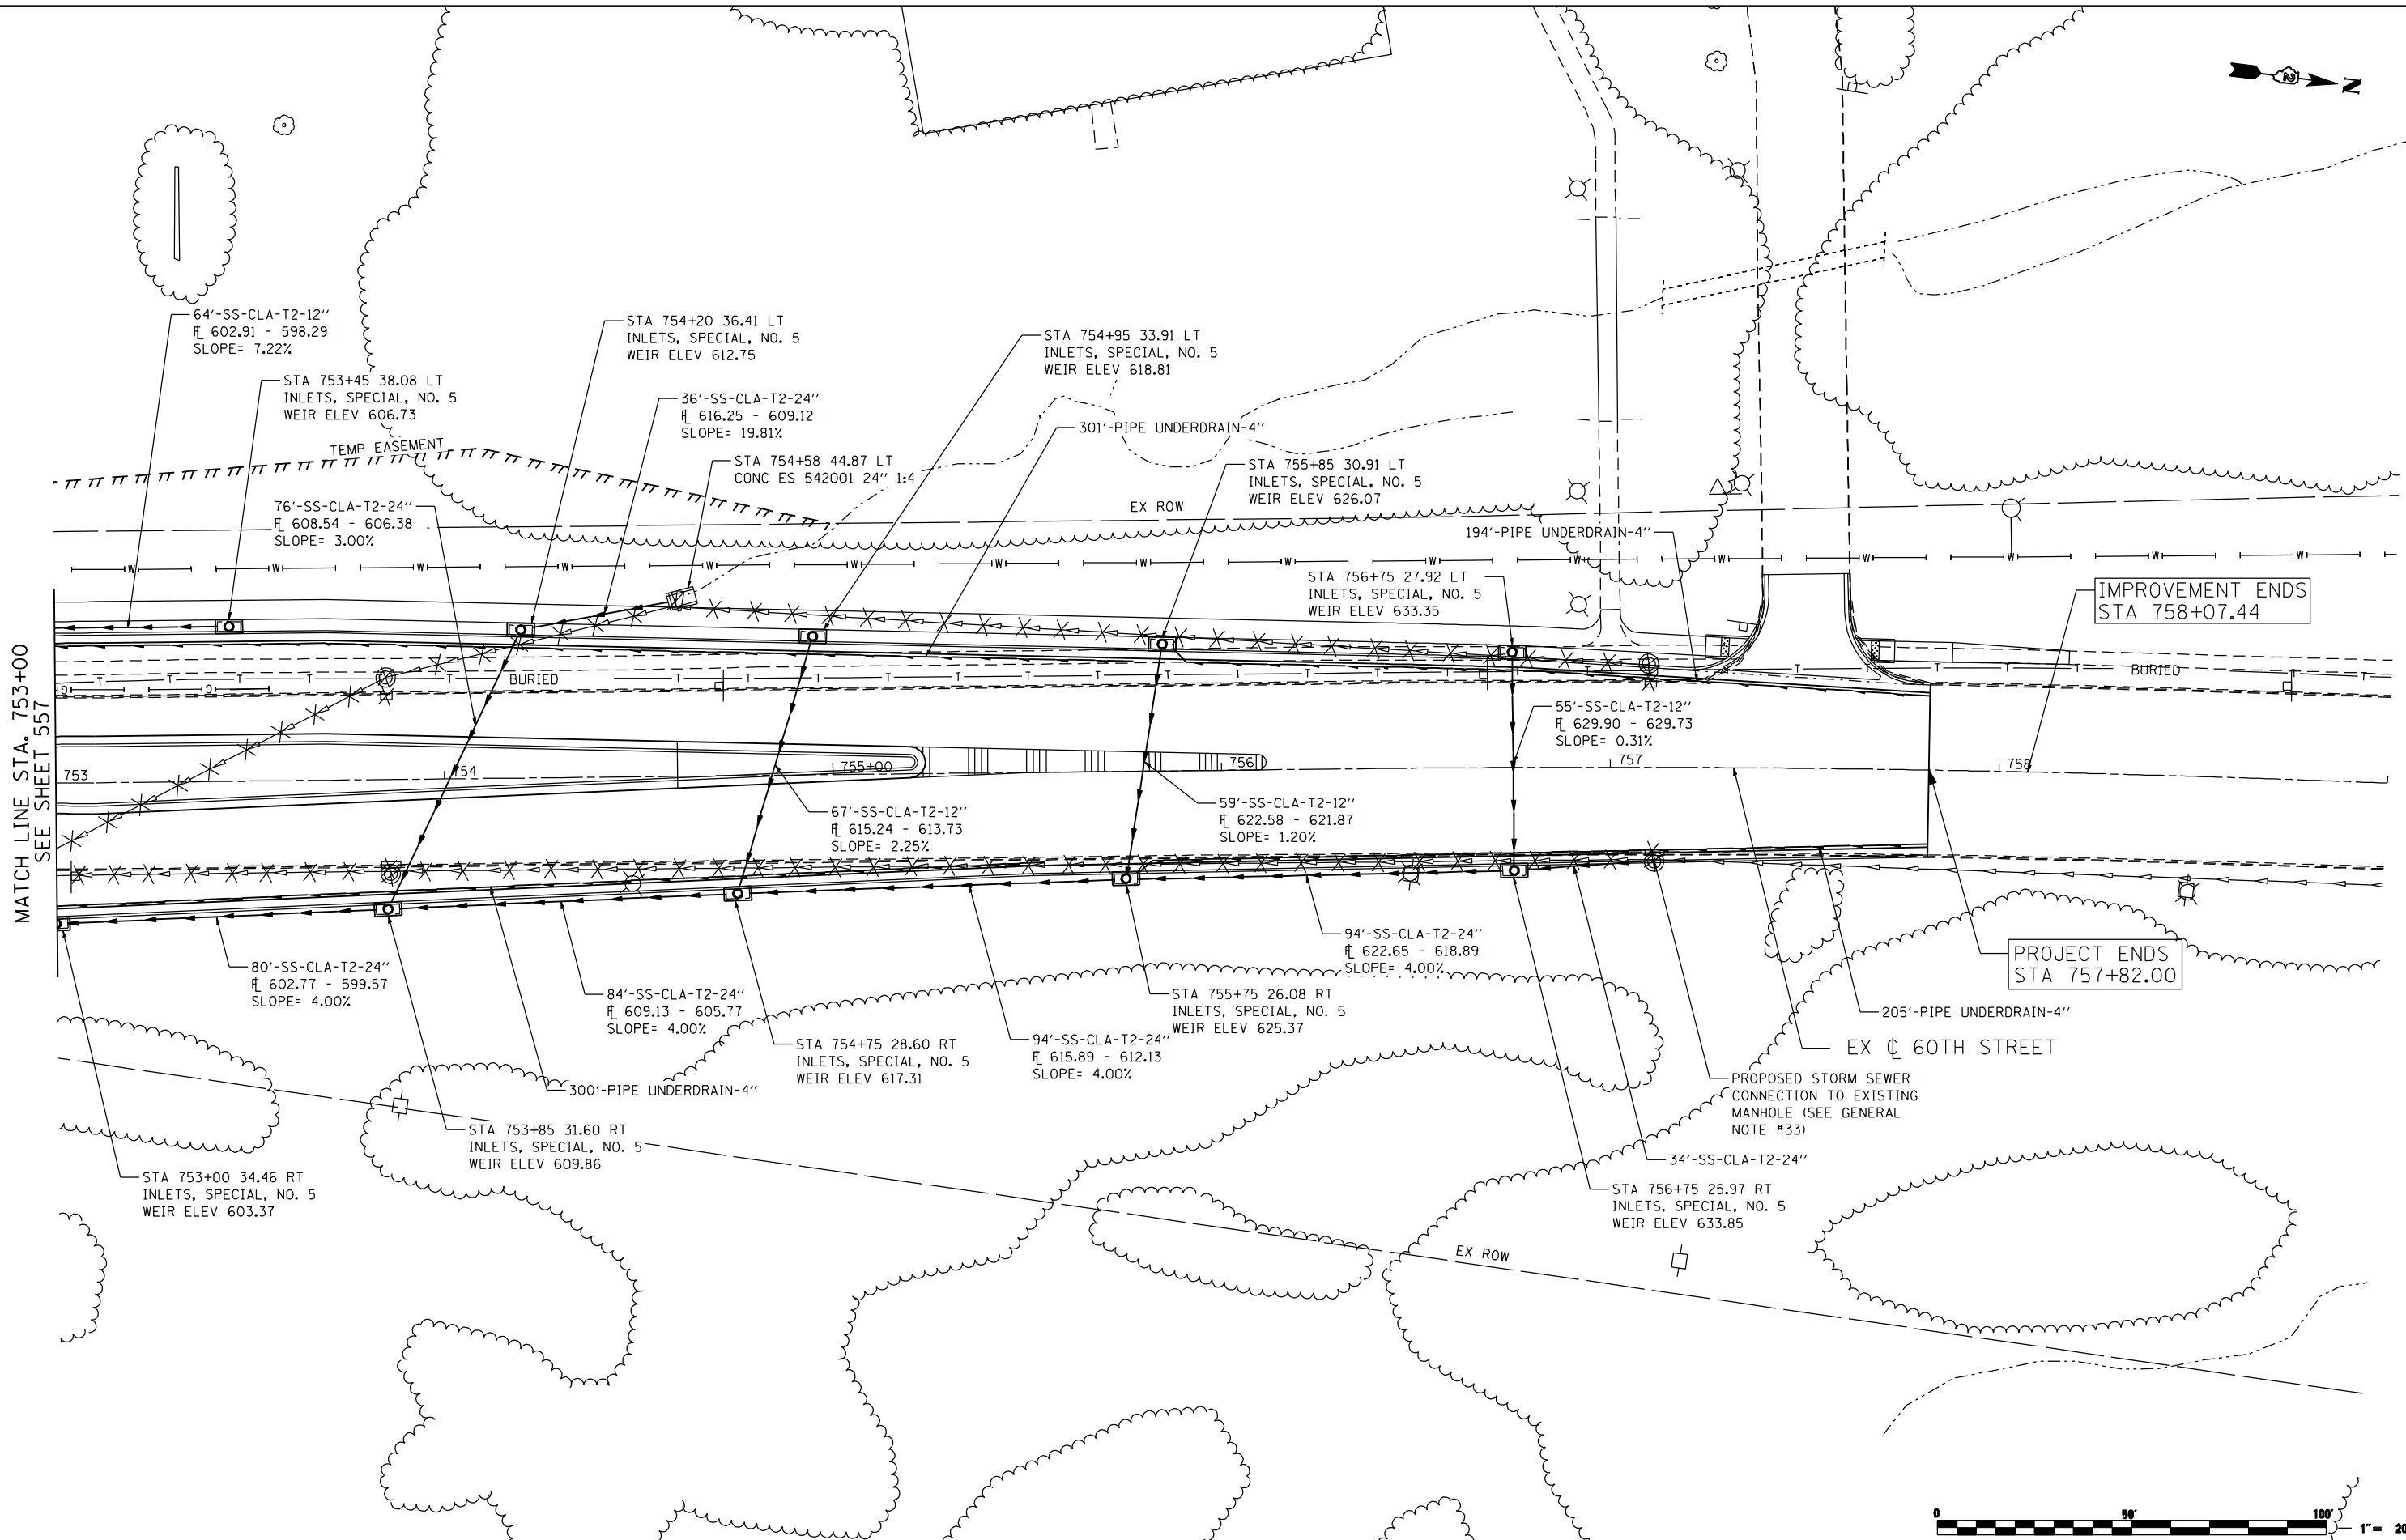 N
64'-SS-CLA-T2-12"
FL 602.91 - 598.29
SLOPE= 7.22%
STA 753+45 38.08 LT
INLETS, SPECIAL, NO. 5
WEIR ELEV 606.73
TEMP EASEMENT
76'-SS-CLA-T2-24"
FL 608.54 - 606.38
SLOPE= 3.00%
STA 754+20 36.41 LT
INLETS, SPECIAL, NO. 5
WEIR ELEV 612.75
36'-SS-CLA-T2-24"
FL 616.25 - 609.12
SLOPE= 19.81%
STA 754+58 44.87 LT
CONC ES 542001 24" 1:4
STA 754+95 33.91 LT
INLETS, SPECIAL, NO. 5
WEIR ELEV 618.81
301'-PIPE UNDERDRAIN-4"
STA 755+85 30.91 LT
INLETS, SPECIAL, NO. 5
WEIR ELEV 626.07
EX ROW
194'-PIPE UNDERDRAIN-4"
STA 756+75 27.92 LT
INLETS, SPECIAL, NO. 5
WEIR ELEV 633.35
W W W W W W W W W W W W W W W W
IMPROVEMENT ENDS
STA 758+07.44
MATCH LINE STA. 753+00
SEE SHEET 557
BURIED
BURIED
55'-SS-CLA-T2-12"
FL 629.90 - 629.73
SLOPE= 0.31%
753
754
755+00
756
757
758
67'-SS-CLA-T2-12"
FL 615.24 - 613.73
SLOPE= 2.25%
59'-SS-CLA-T2-12"
FL 622.58 - 621.87
SLOPE= 1.20%
80'-SS-CLA-T2-24"
FL 602.77 - 599.57
SLOPE= 4.00%
84'-SS-CLA-T2-24"
FL 609.13 - 605.77
SLOPE= 4.00%
94'-SS-CLA-T2-24"
FL 622.65 - 618.89
SLOPE= 4.00%
PROJECT ENDS
STA 757+82.00
STA 755+75 26.08 RT
INLETS, SPECIAL, NO. 5
WEIR ELEV 625.37
205'-PIPE UNDERDRAIN-4"
STA 754+75 28.60 RT
INLETS, SPECIAL, NO. 5
WEIR ELEV 617.31
94'-SS-CLA-T2-24"
FL 615.89 - 612.13
SLOPE= 4.00%
EX CL 60TH STREET
300'-PIPE UNDERDRAIN-4"
PROPOSED STORM SEWER
CONNECTION TO EXISTING
MANHOLE (SEE GENERAL
NOTE #33)
STA 753+85 31.60 RT
INLETS, SPECIAL, NO. 5
WEIR ELEV 609.86
34'-SS-CLA-T2-24"
STA 753+00 34.46 RT
INLETS, SPECIAL, NO. 5
WEIR ELEV 603.37
STA 756+75 25.97 RT
INLETS, SPECIAL, NO. 5
WEIR ELEV 633.85
EX ROW
0 50' 100'
1"= 20